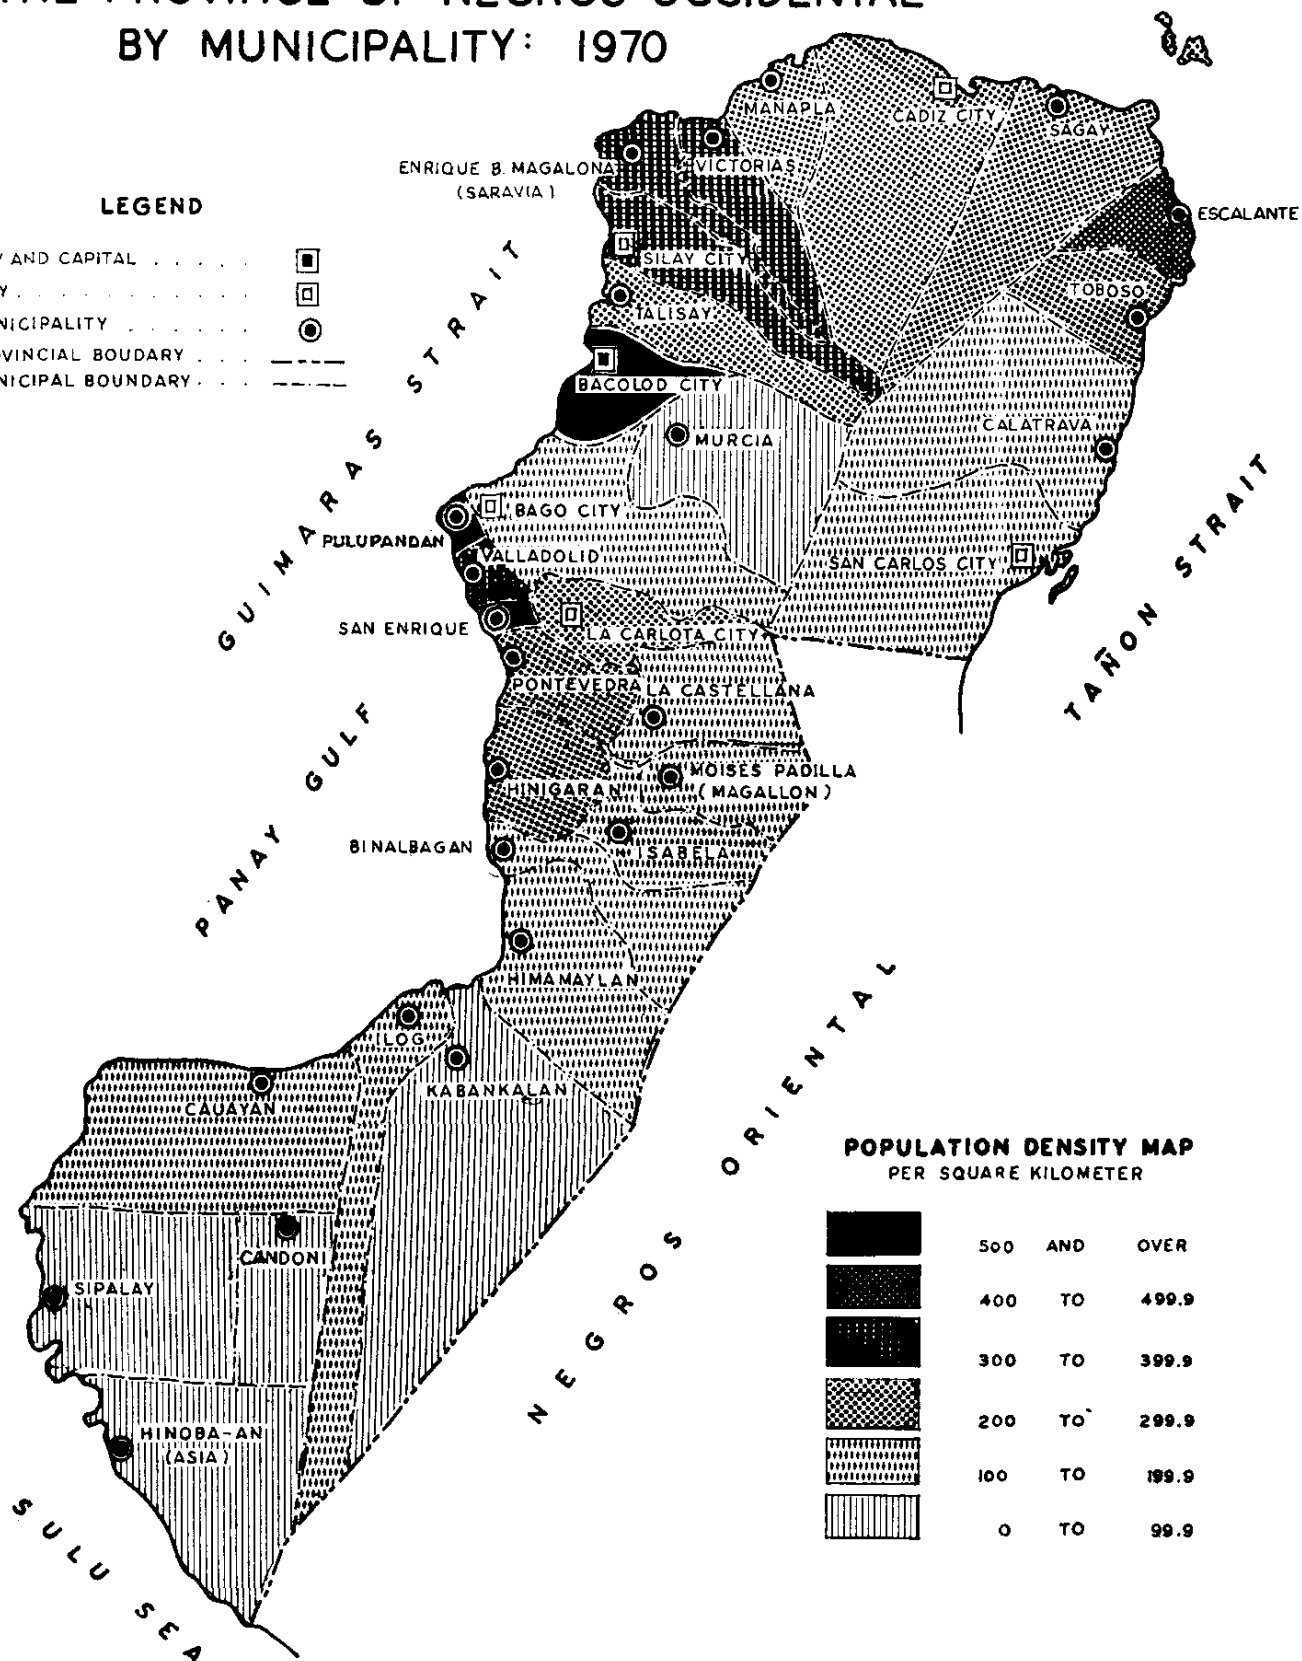 THE PROVINCE OF NEGROS OCCIDENTAL
BY MUNICIPALITY: 1970
LEGEND
AND CAPITAL . . . . .
NICIPALITY . . . . . .
VINCIAL BOUDARY . . .
NICIPAL BOUNDARY . . .
MANAPLA
CADIZ CITY
SAGAY
ENRIQUE B. MAGALONA
(SARAVIA)
VICTORIAS
ESCALANTE
SILAY CITY
TOBOSO
TALISAY
BACOLOD CITY
MURCIA
CALATRAVA
BAGO CITY
PULUPANDAN
VALLADOLID
SAN CARLOS CITY
SAN ENRIQUE
LA CARLOTA CITY
PONTEVEDRA
LA CASTELLANA
MOISES PADILLA
(MAGALLON)
HINIGARAN
BINALBAGAN
ISABELA
HIMAMAYLAN
ILOG
KABANKALAN
CAUAYAN
CANDONI
SIPALAY
HINOBA-AN
(ASIA)
GUIMARAS STRAIT
TAÑON STRAIT
PANAY GULF
NEGROS ORIENTAL
SULU SEA
POPULATION DENSITY MAP
PER SQUARE KILOMETER
500 AND OVER
400 TO 499.9
300 TO 399.9
200 TO 299.9
100 TO 199.9
0 TO 99.9